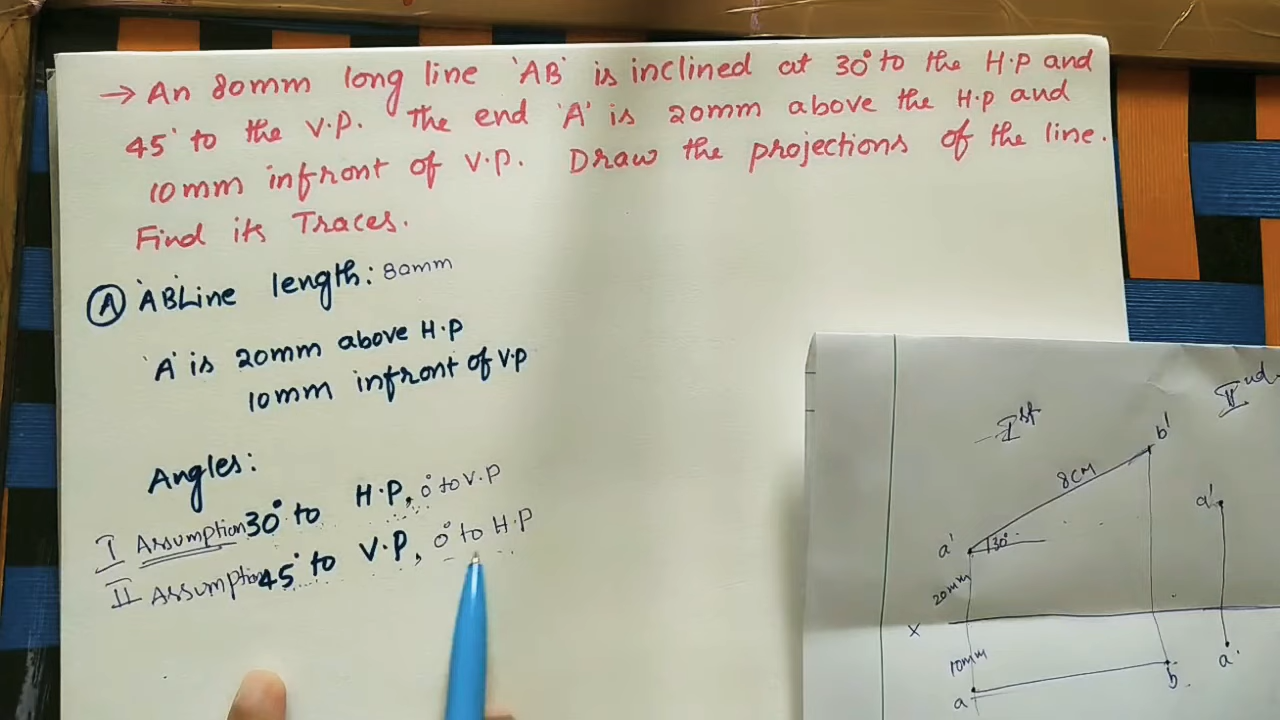 → An 80mm long line 'AB' is inclined at 30° to the H.P and
45° to the V.P. The end 'A' is 20mm above the H.P and
10mm infront of V.P. Draw the projections of the line.
Find its Traces.
Ⓐ 'AB' Line length: 80mm
'A' is 20mm above H.P
10mm infront of V.P
Angles:
I Assumption 30° to H.P, 0° to V.P
II Assumption 45° to V.P, 0° to H.P
Ist
IInd
b'
8CM
a'
a'
30°
20mm
X
10mm
a
b
a